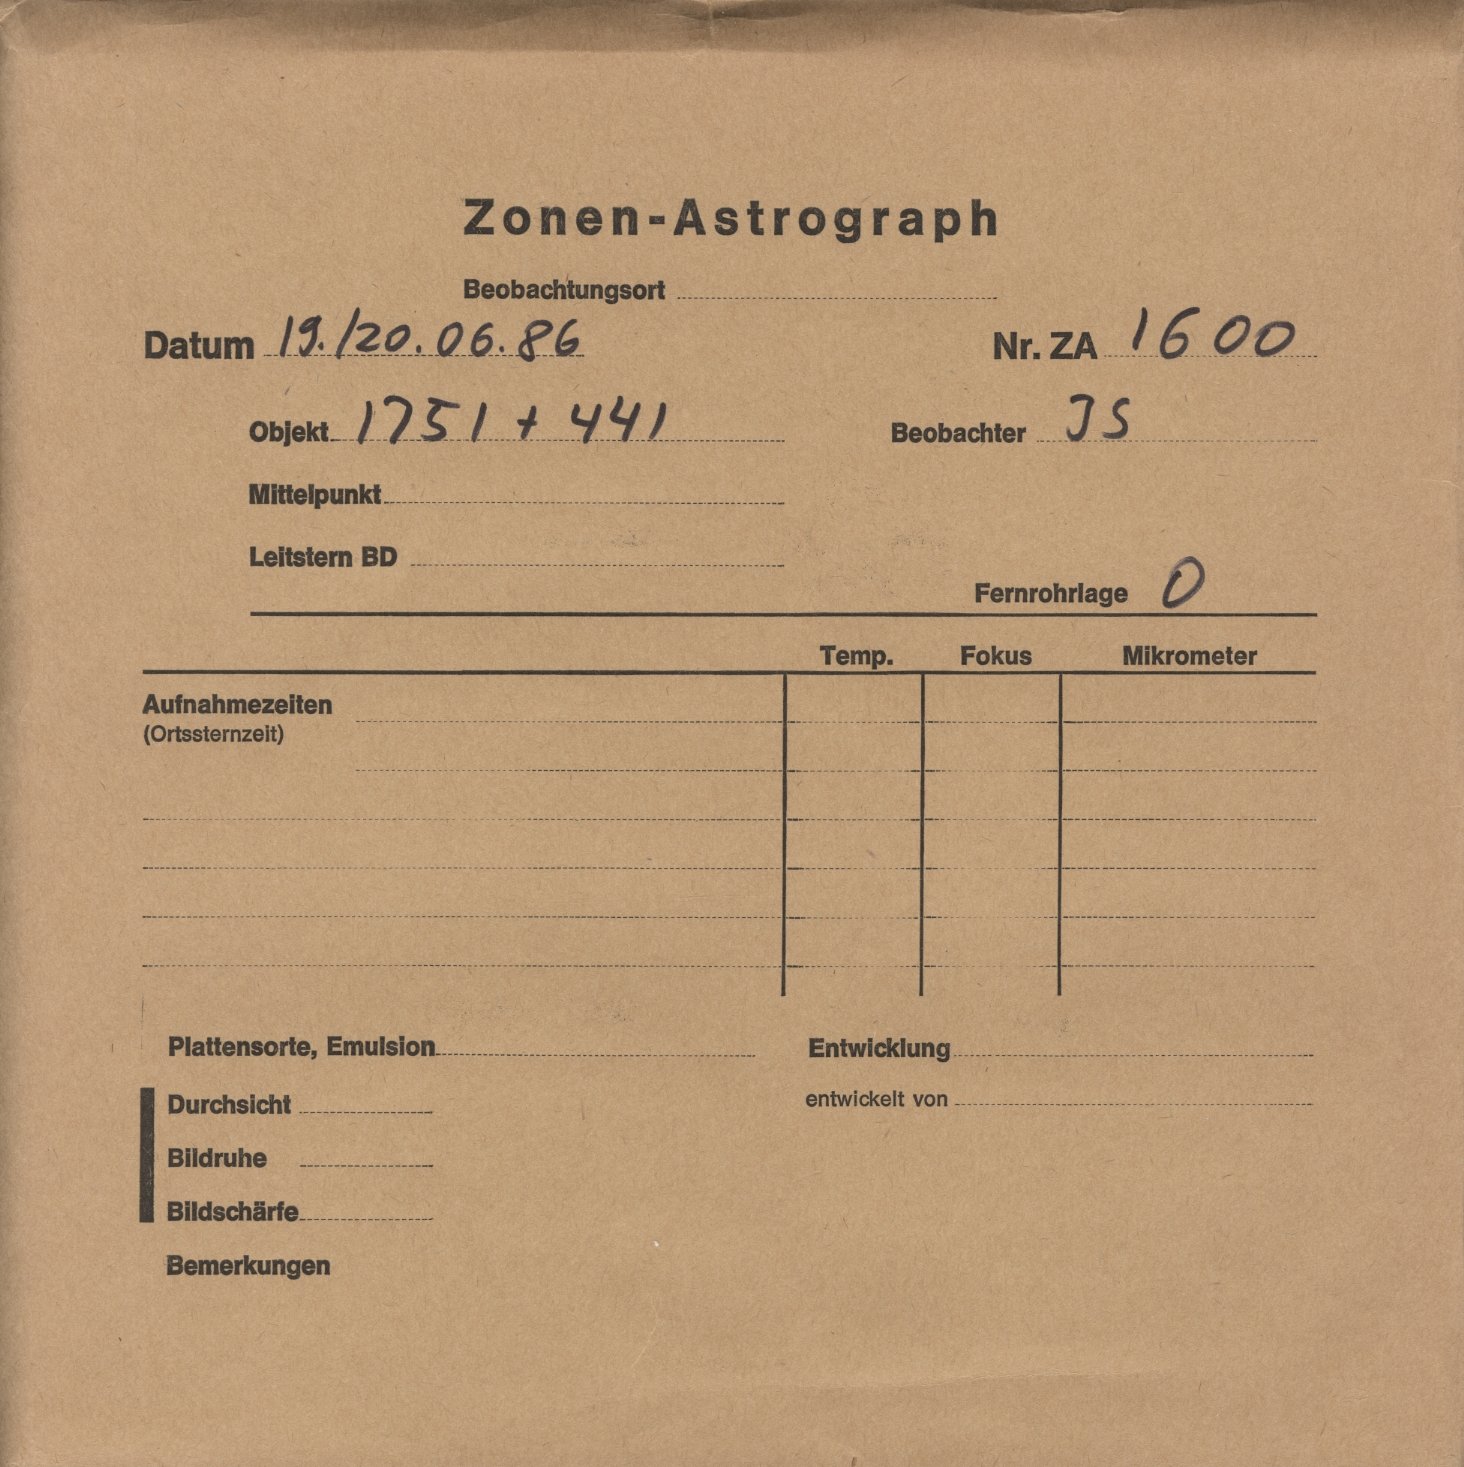 Zonen-Astrograph
Beobachtungsort
Datum 19./20.06.86 Nr. ZA 1600
Objekt 1751 + 441 Beobachter JS
Mittelpunkt
Leitstern BD
Fernrohrlage O
Temp. Fokus Mikrometer
Aufnahmezeiten
(Ortssternzeit)
Plattensorte, Emulsion Entwicklung
Durchsicht entwickelt von
Bildruhe
Bildschärfe
Bemerkungen